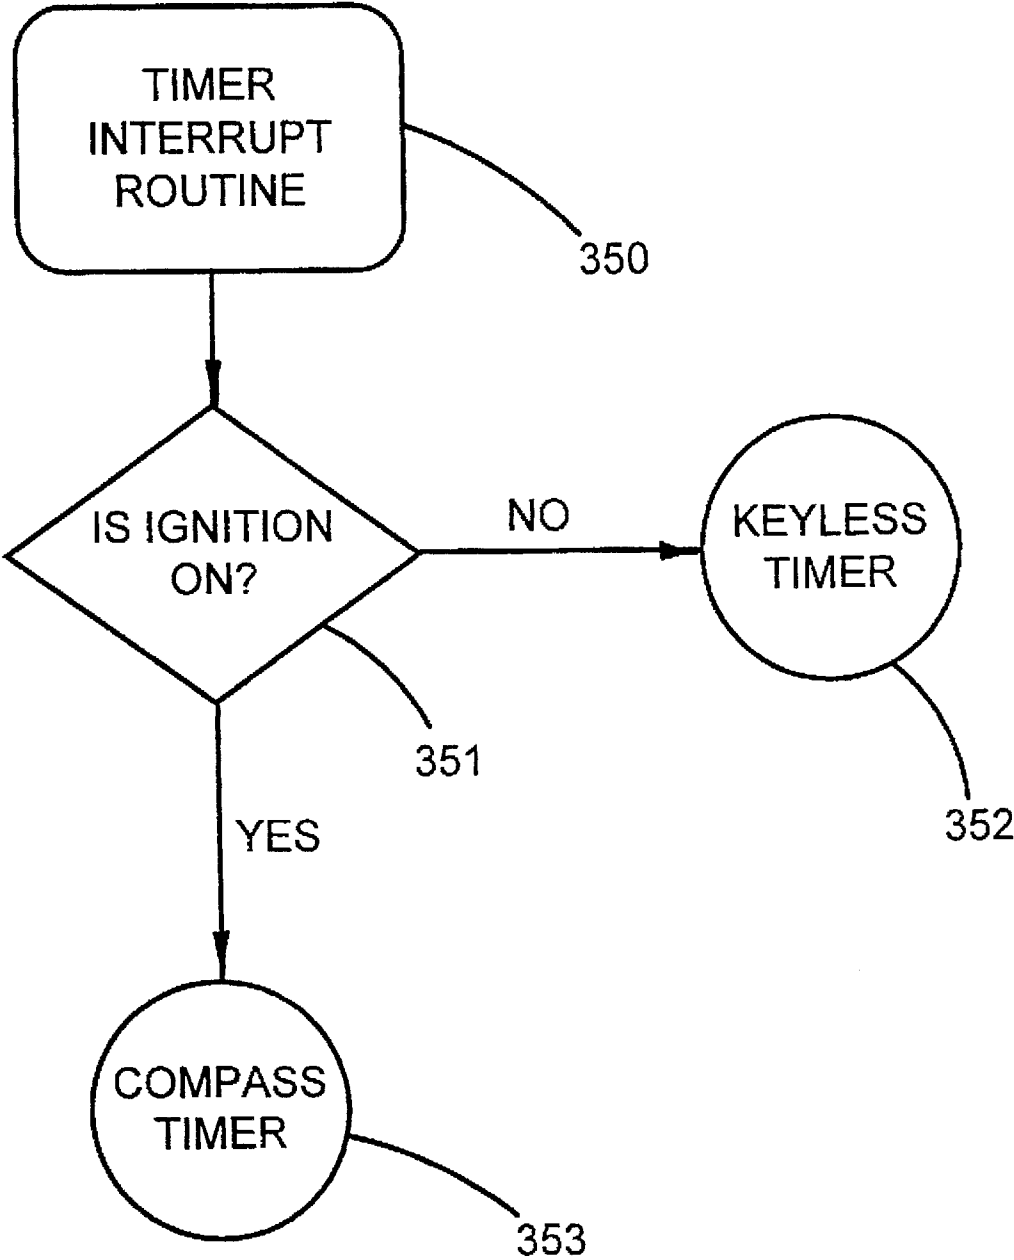 TIMER
INTERRUPT
ROUTINE
350
IS IGNITION
ON?
NO
KEYLESS
TIMER
351
352
YES
COMPASS
TIMER
353